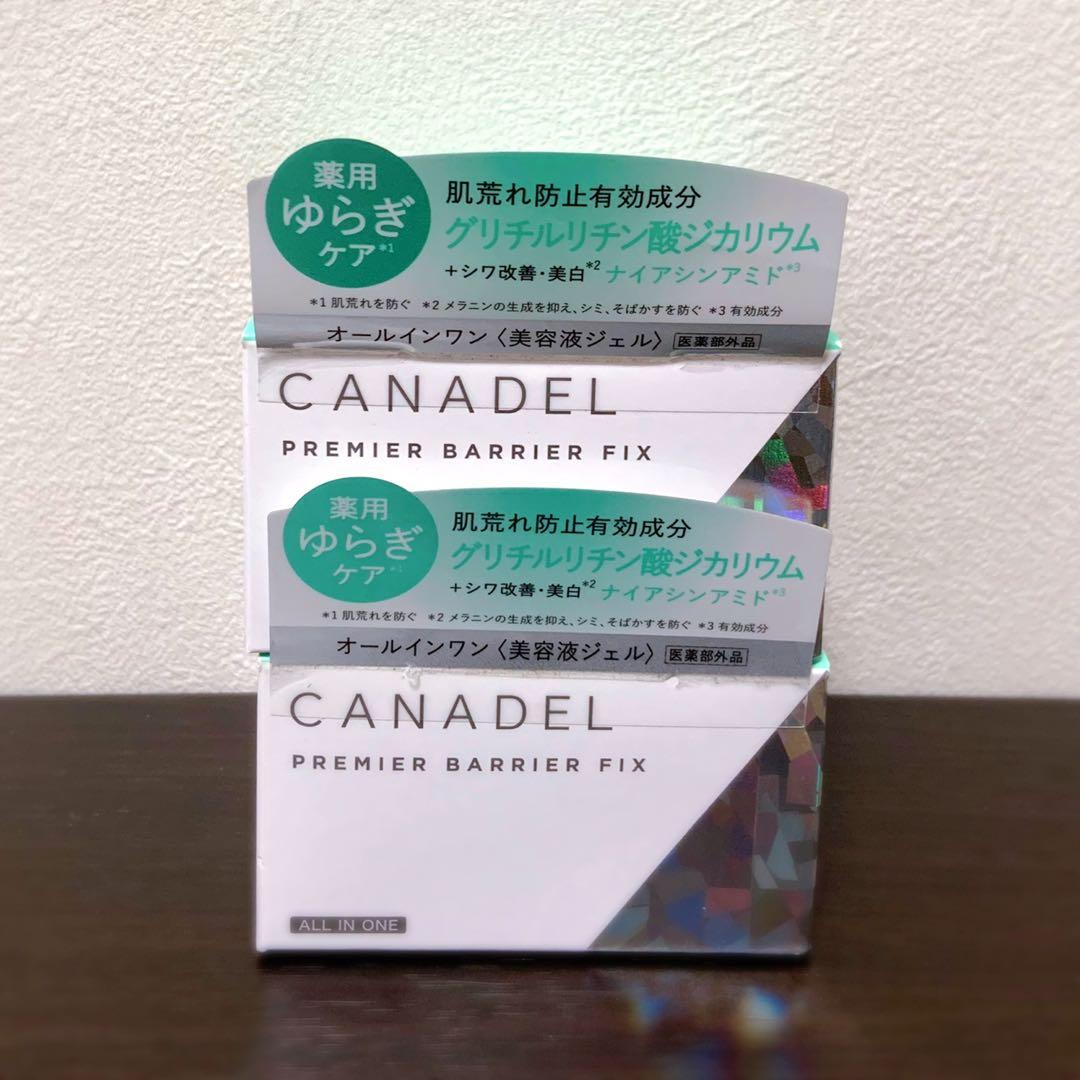 薬用
ゆらぎ
ケア*1
肌荒れ防止有効成分
グリチルリチン酸ジカリウム
+シワ改善・美白*2 ナイアシンアミド*3
*1 肌荒れを防ぐ *2 メラニンの生成を抑え、シミ、そばかすを防ぐ *3 有効成分
オールインワン〈美容液ジェル〉 医薬部外品
CANADEL
PREMIER BARRIER FIX
薬用
ゆらぎ
ケア*1
肌荒れ防止有効成分
グリチルリチン酸ジカリウム
+シワ改善・美白*2 ナイアシンアミド*3
*1 肌荒れを防ぐ *2 メラニンの生成を抑え、シミ、そばかすを防ぐ *3 有効成分
オールインワン〈美容液ジェル〉 医薬部外品
CANADEL
PREMIER BARRIER FIX
ALL IN ONE